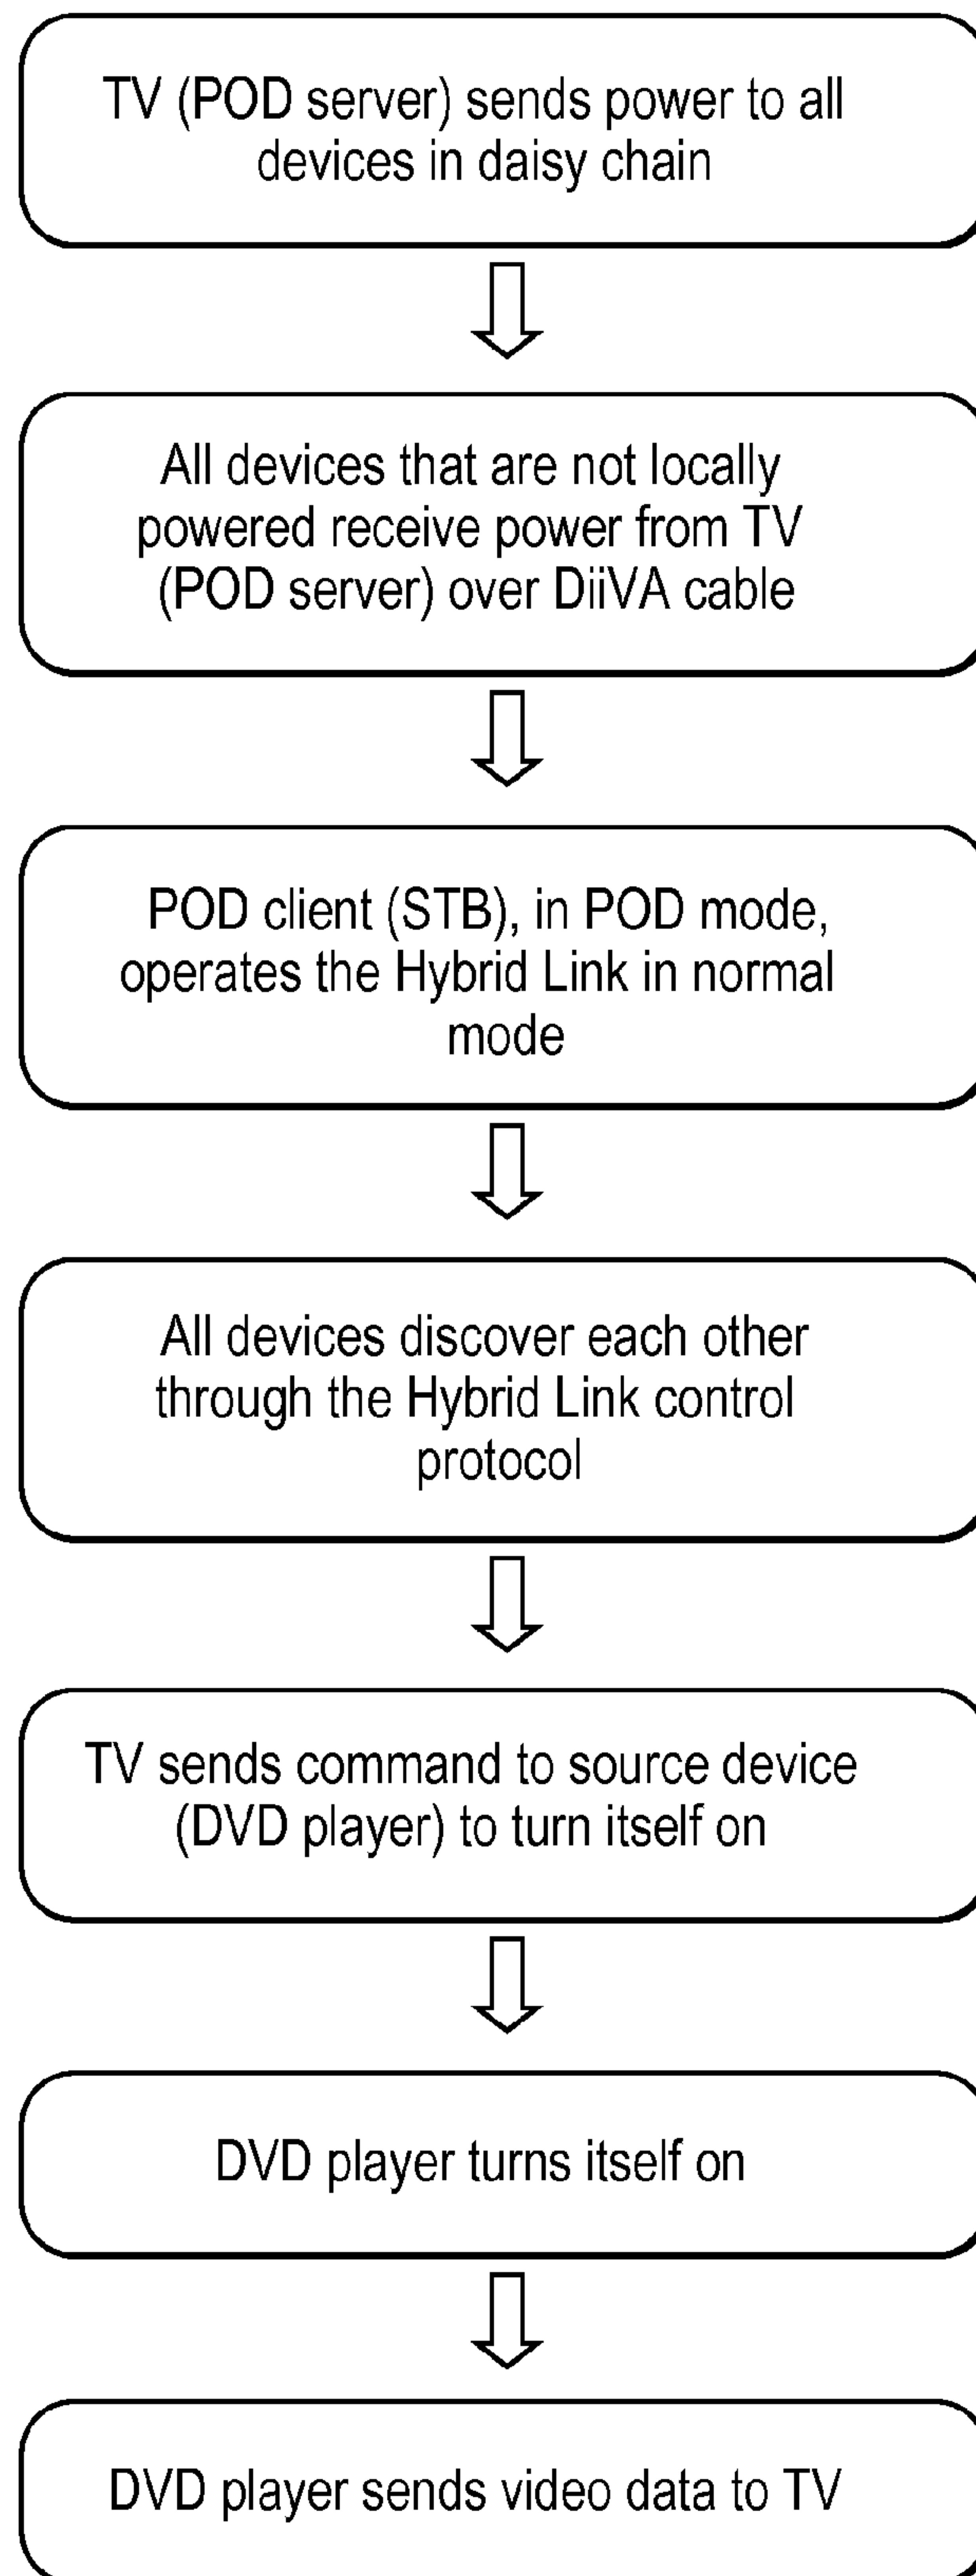 TV (POD server) sends power to all
devices in daisy chain
All devices that are not locally
powered receive power from TV
(POD server) over DiiVA cable
POD client (STB), in POD mode,
operates the Hybrid Link in normal
mode
All devices discover each other
through the Hybrid Link control
protocol
TV sends command to source device
(DVD player) to turn itself on
DVD player turns itself on
DVD player sends video data to TV